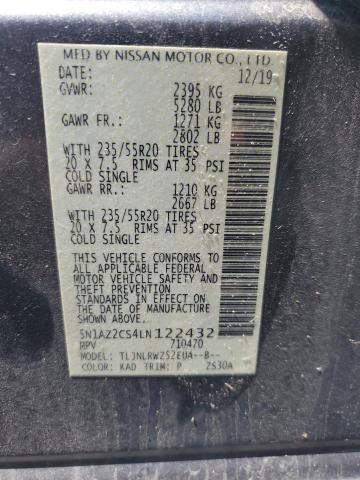 MFD BY NISSAN MOTOR CO., LTD.
DATE: 12/19
GVWR: 2395 KG
5280 LB
GAWR FR.: 1271 KG
2802 LB
WITH 235/55R20 TIRES
20 X 7.5 RIMS AT 35 PSI
COLD SINGLE
GAWR RR.: 1210 KG
2667 LB
WITH 235/55R20 TIRES
20 X 7.5 RIMS AT 35 PSI
COLD SINGLE
THIS VEHICLE CONFORMS TO
ALL APPLICABLE FEDERAL
MOTOR VEHICLE SAFETY AND
THEFT PREVENTION
STANDARDS IN EFFECT ON
THE DATE OF MANUFACTURE
SHOWN ABOVE.
5N1AZ2CS4LN122432
MPV 710470
MODEL: TLJNLRWZ52EUA--B--
COLOR: KAD TRIM: P Z530A